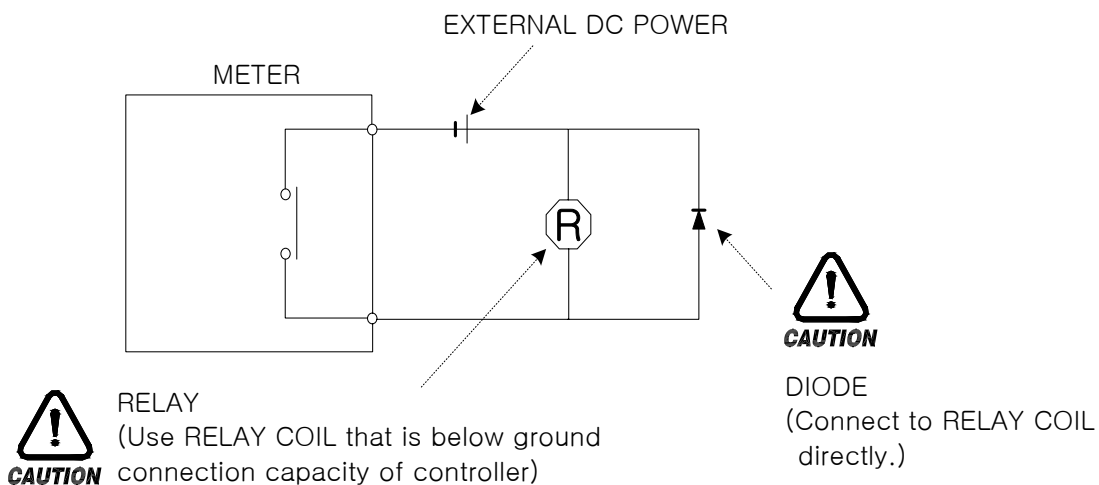 EXTERNAL DC POWER
METER
R
CAUTION
DIODE
(Connect to RELAY COIL
directly.)
CAUTION
RELAY
(Use RELAY COIL that is below ground
connection capacity of controller)